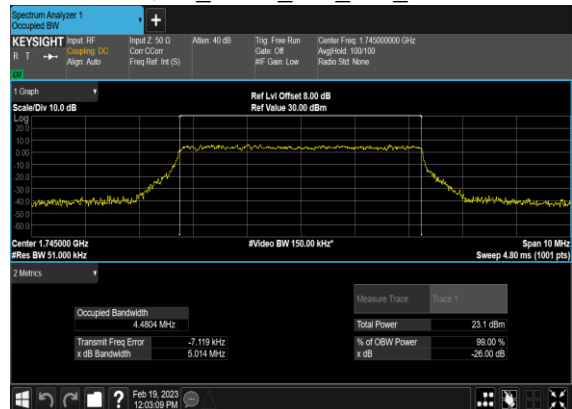 Spectrum Analyzer 1
Occupied BW
+
KEYSIGHT
R T
LW
Input: RF
Coupling: DC
Align: Auto
Input Z: 50 Ω
Corr CCorr
Freq Ref: Int (S)
Atten: 40 dB
Trig: Free Run
Gate: Off
#IF Gain: Low
Center Freq: 1.745000000 GHz
Avg|Hold: 100/100
Radio Std: None
1 Graph
Scale/Div 10.0 dB
Ref Lvl Offset 8.00 dB
Ref Value 30.00 dBm
Log
20.0
10.0
0.00
-10.0
-20.0
-30.0
-40.0
-50.0
-60.0
Center 1.745000 GHz
#Res BW 51.000 kHz
#Video BW 150.00 kHz*
Span 10 MHz
Sweep 4.80 ms (1001 pts)
2 Metrics
Measure Trace Trace 1
Occupied Bandwidth
4.4804 MHz
Total Power 23.1 dBm
Transmit Freq Error -7.119 kHz
% of OBW Power 99.00 %
x dB Bandwidth 5.014 MHz
x dB -26.00 dB
?
Feb 19, 2023
12:03:09 PM